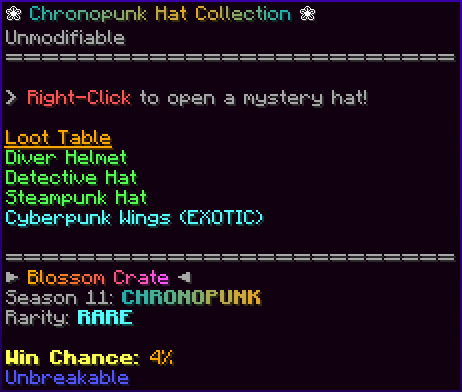 ❀ Chronopunk Hat Collection ❀
Unmodifiable
================================
> Right-Click to open a mystery hat!
Loot Table
Diver Helmet
Detective Hat
Steampunk Hat
Cyberpunk Wings (EXOTIC)
================================
► Blossom Crate ◄
Season 11: CHRONOPUNK
Rarity: RARE
Win Chance: 4%
Unbreakable